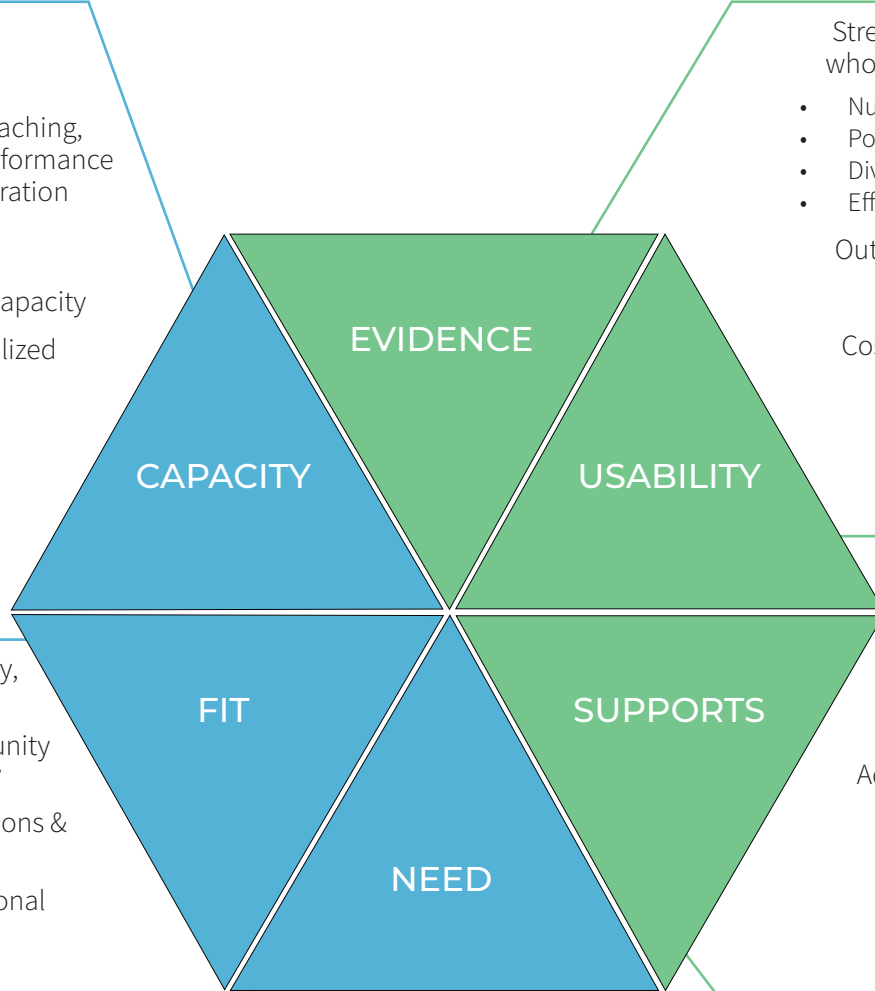 aching,
formance
ration
apacity
lized
Stre
who
• Nu
• Po
• Div
• Eff
Out
Cos
EVIDENCE
CAPACITY
USABILITY
FIT
SUPPORTS
NEED
y,
unity
ons &
onal